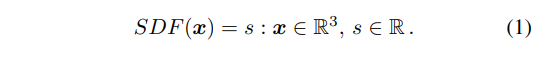 SDF(𝒙) = s : 𝒙 ∈ ℝ³, s ∈ ℝ . (1)